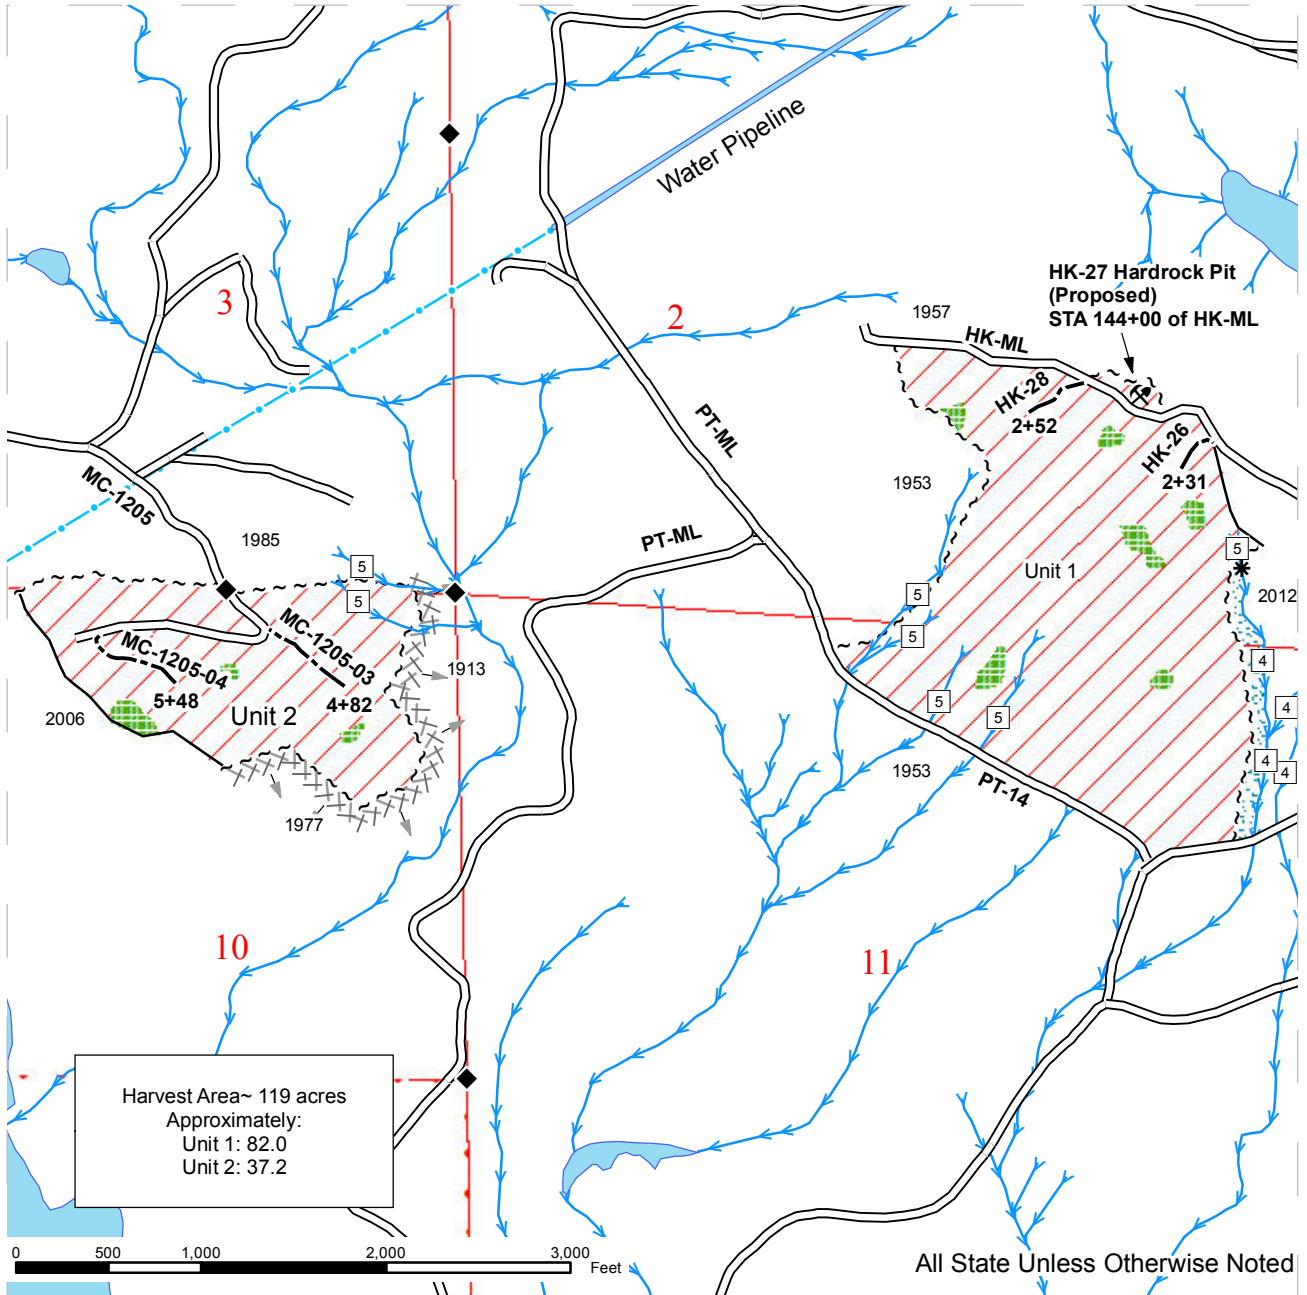 Water Pipeline
HK-27 Hardrock Pit
(Proposed)
STA 144+00 of HK-ML
3
2
1957
HK-ML
HK-28
2+52
HK-26
2+31
PT-ML
1953
MC-1205
1985
PT-ML
5
5
5
5
5
Unit 1
2012
MC-1205-03
MC-1205-04
5+48
4+82
1913
4
2006
Unit 2
5
5
4
1953
4
4
PT-14
1977
10
11
Harvest Area~ 119 acres
Approximately:
Unit 1: 82.0
Unit 2: 37.2
0 500 1,000 2,000 3,000
Feet
All State Unless Otherwise Noted